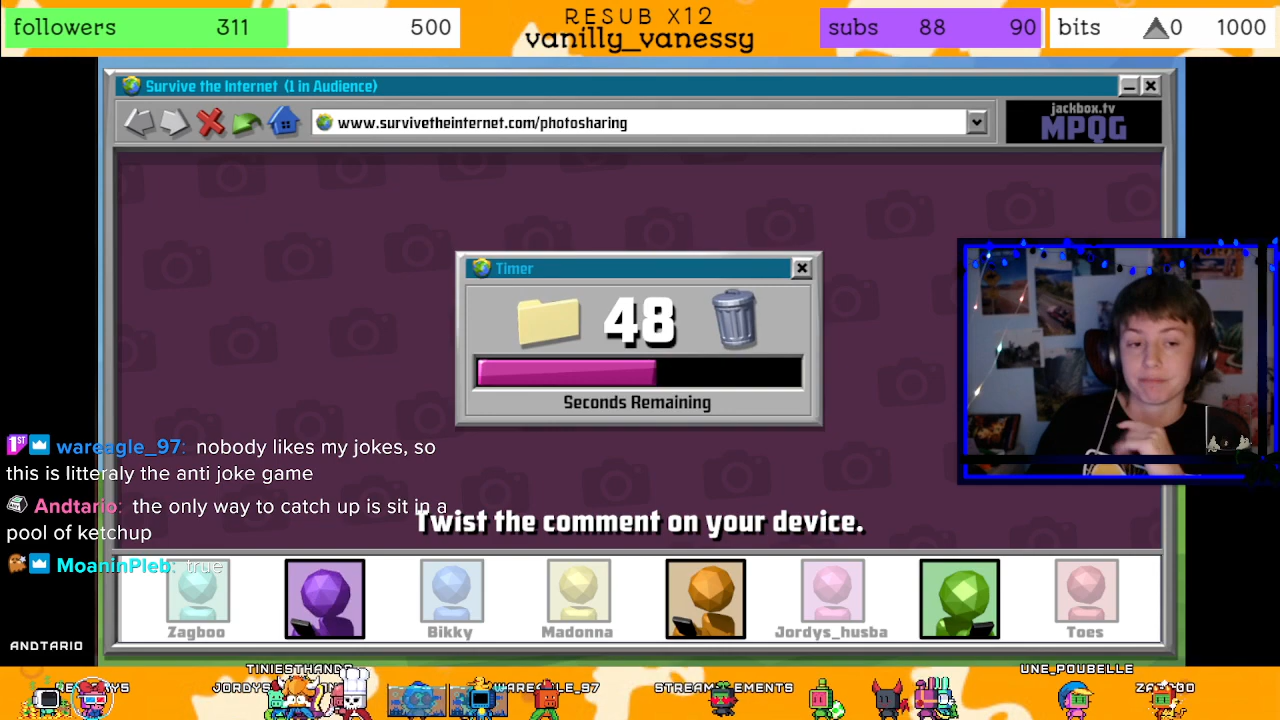 followers 311 500
RESUB X12
vanilly_vanessy
subs 88 90
bits 0 1000
Survive the Internet (1 in Audience)
www.survivetheinternet.com/photosharing
jackbox.tv
MPQG
Timer
48
Seconds Remaining
wareagle_97: nobody likes my jokes, so
this is litteraly the anti joke game
Andtario: the only way to catch up is sit in a
pool of ketchup
MoaninPleb: true
Twist the comment on your device.
Zagboo Bikky Madonna Jordys_husba Toes
ANDTARIO
STREAMELEMENTS
UNE_POUBELLE